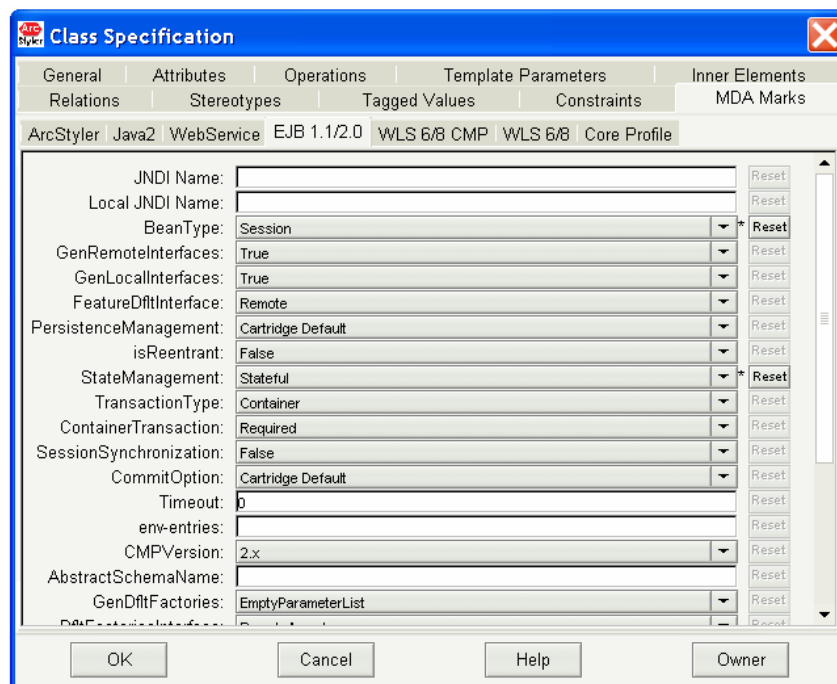 Arc Styler Class Specification
General Attributes Operations Template Parameters Inner Elements
Relations Stereotypes Tagged Values Constraints MDA Marks
ArcStyler Java2 WebService EJB 1.1/2.0 WLS 6/8 CMP WLS 6/8 Core Profile
JNDI Name: Reset
Local JNDI Name: Reset
BeanType: Session * Reset
GenRemoteInterfaces: True Reset
GenLocalInterfaces: True Reset
FeatureDfltInterface: Remote Reset
PersistenceManagement: Cartridge Default Reset
isReentrant: False Reset
StateManagement: Stateful * Reset
TransactionType: Container Reset
ContainerTransaction: Required Reset
SessionSynchronization: False Reset
CommitOption: Cartridge Default Reset
Timeout: 0 Reset
env-entries: Reset
CMPVersion: 2.x Reset
AbstractSchemaName: Reset
GenDfltFactories: EmptyParameterList Reset
OK Cancel Help Owner